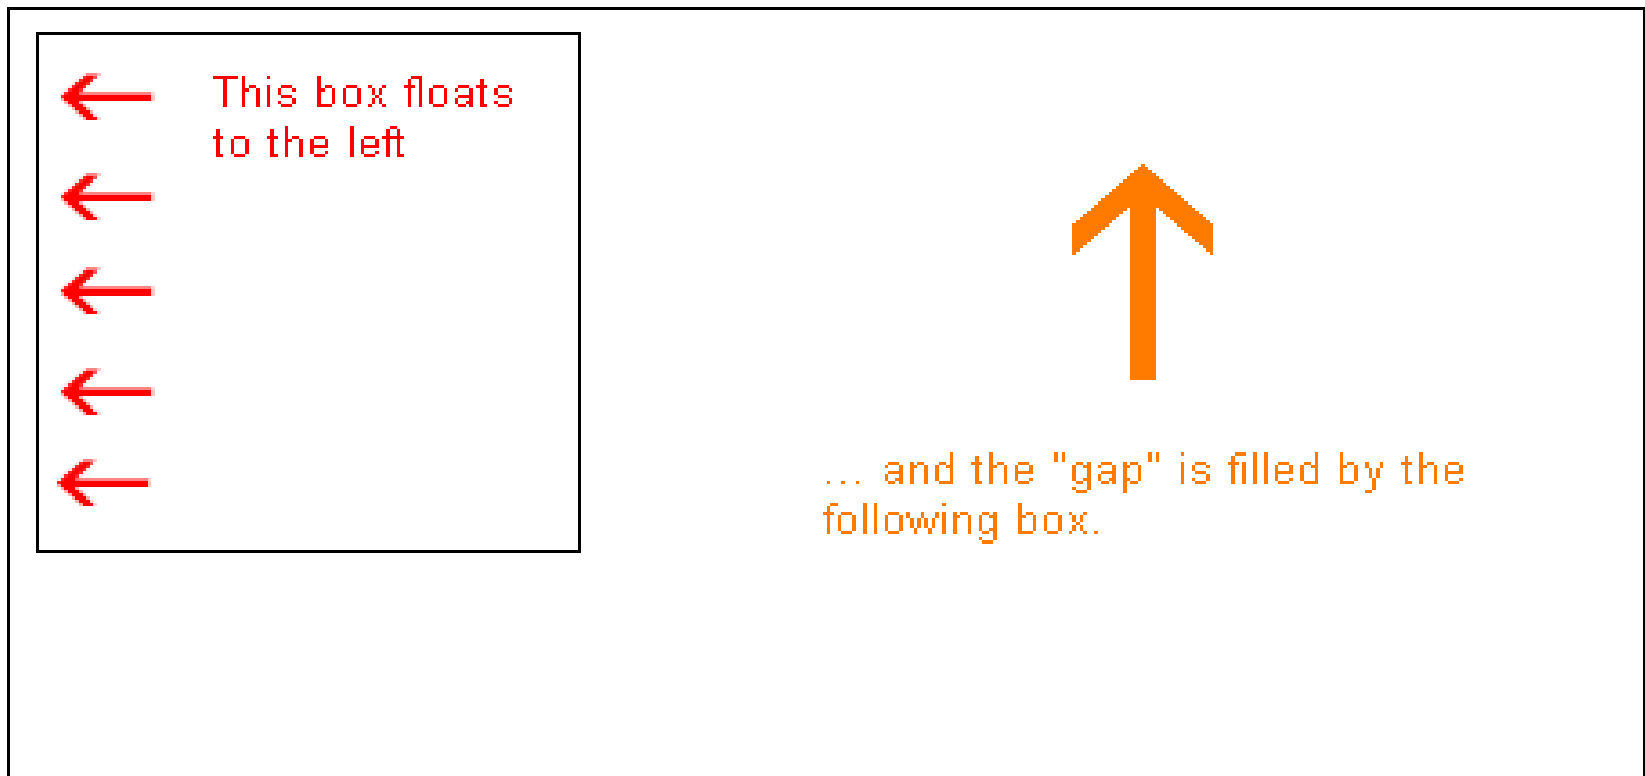 This box floats
to the left
... and the "gap" is filled by the
following box.